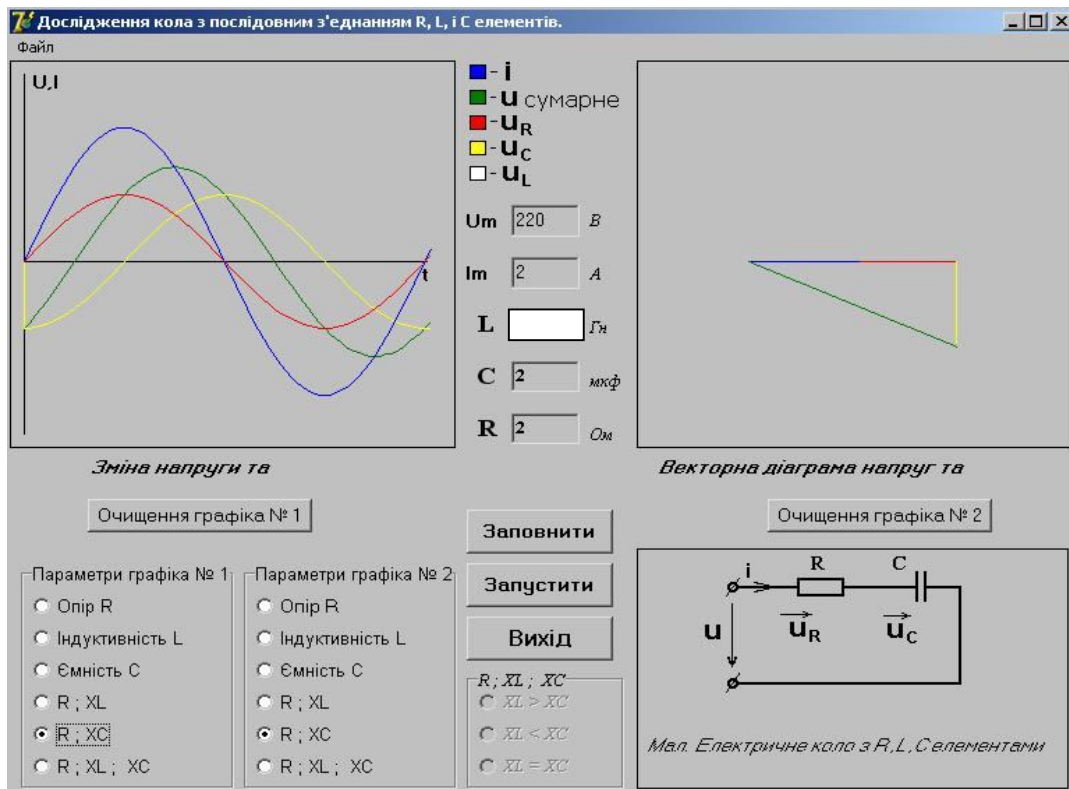 Дослідження кола з послідовним з'єднанням R, L, і C елементів.
Файл
U,I
t
- i
- u сумарне
- uR
- uC
- uL
Um 220 В
Im 2 А
L Гн
C 2 мкф
R 2 Ом
Зміна напруги та
Векторна діаграма напруг та
Очищення графіка № 1
Очищення графіка № 2
Заповнити
Запустити
Вихід
Параметри графіка № 1
Опір R
Індуктивність L
Ємність C
R ; XL
R ; XC
R ; XL ; XC
Параметри графіка № 2
Опір R
Індуктивність L
Ємність C
R ; XL
R ; XC
R ; XL ; XC
R ; XL ; XC
XL > XC
XL < XC
XL = XC
i R C
u uR uC
Мал. Електричне коло з R,L,C елементами